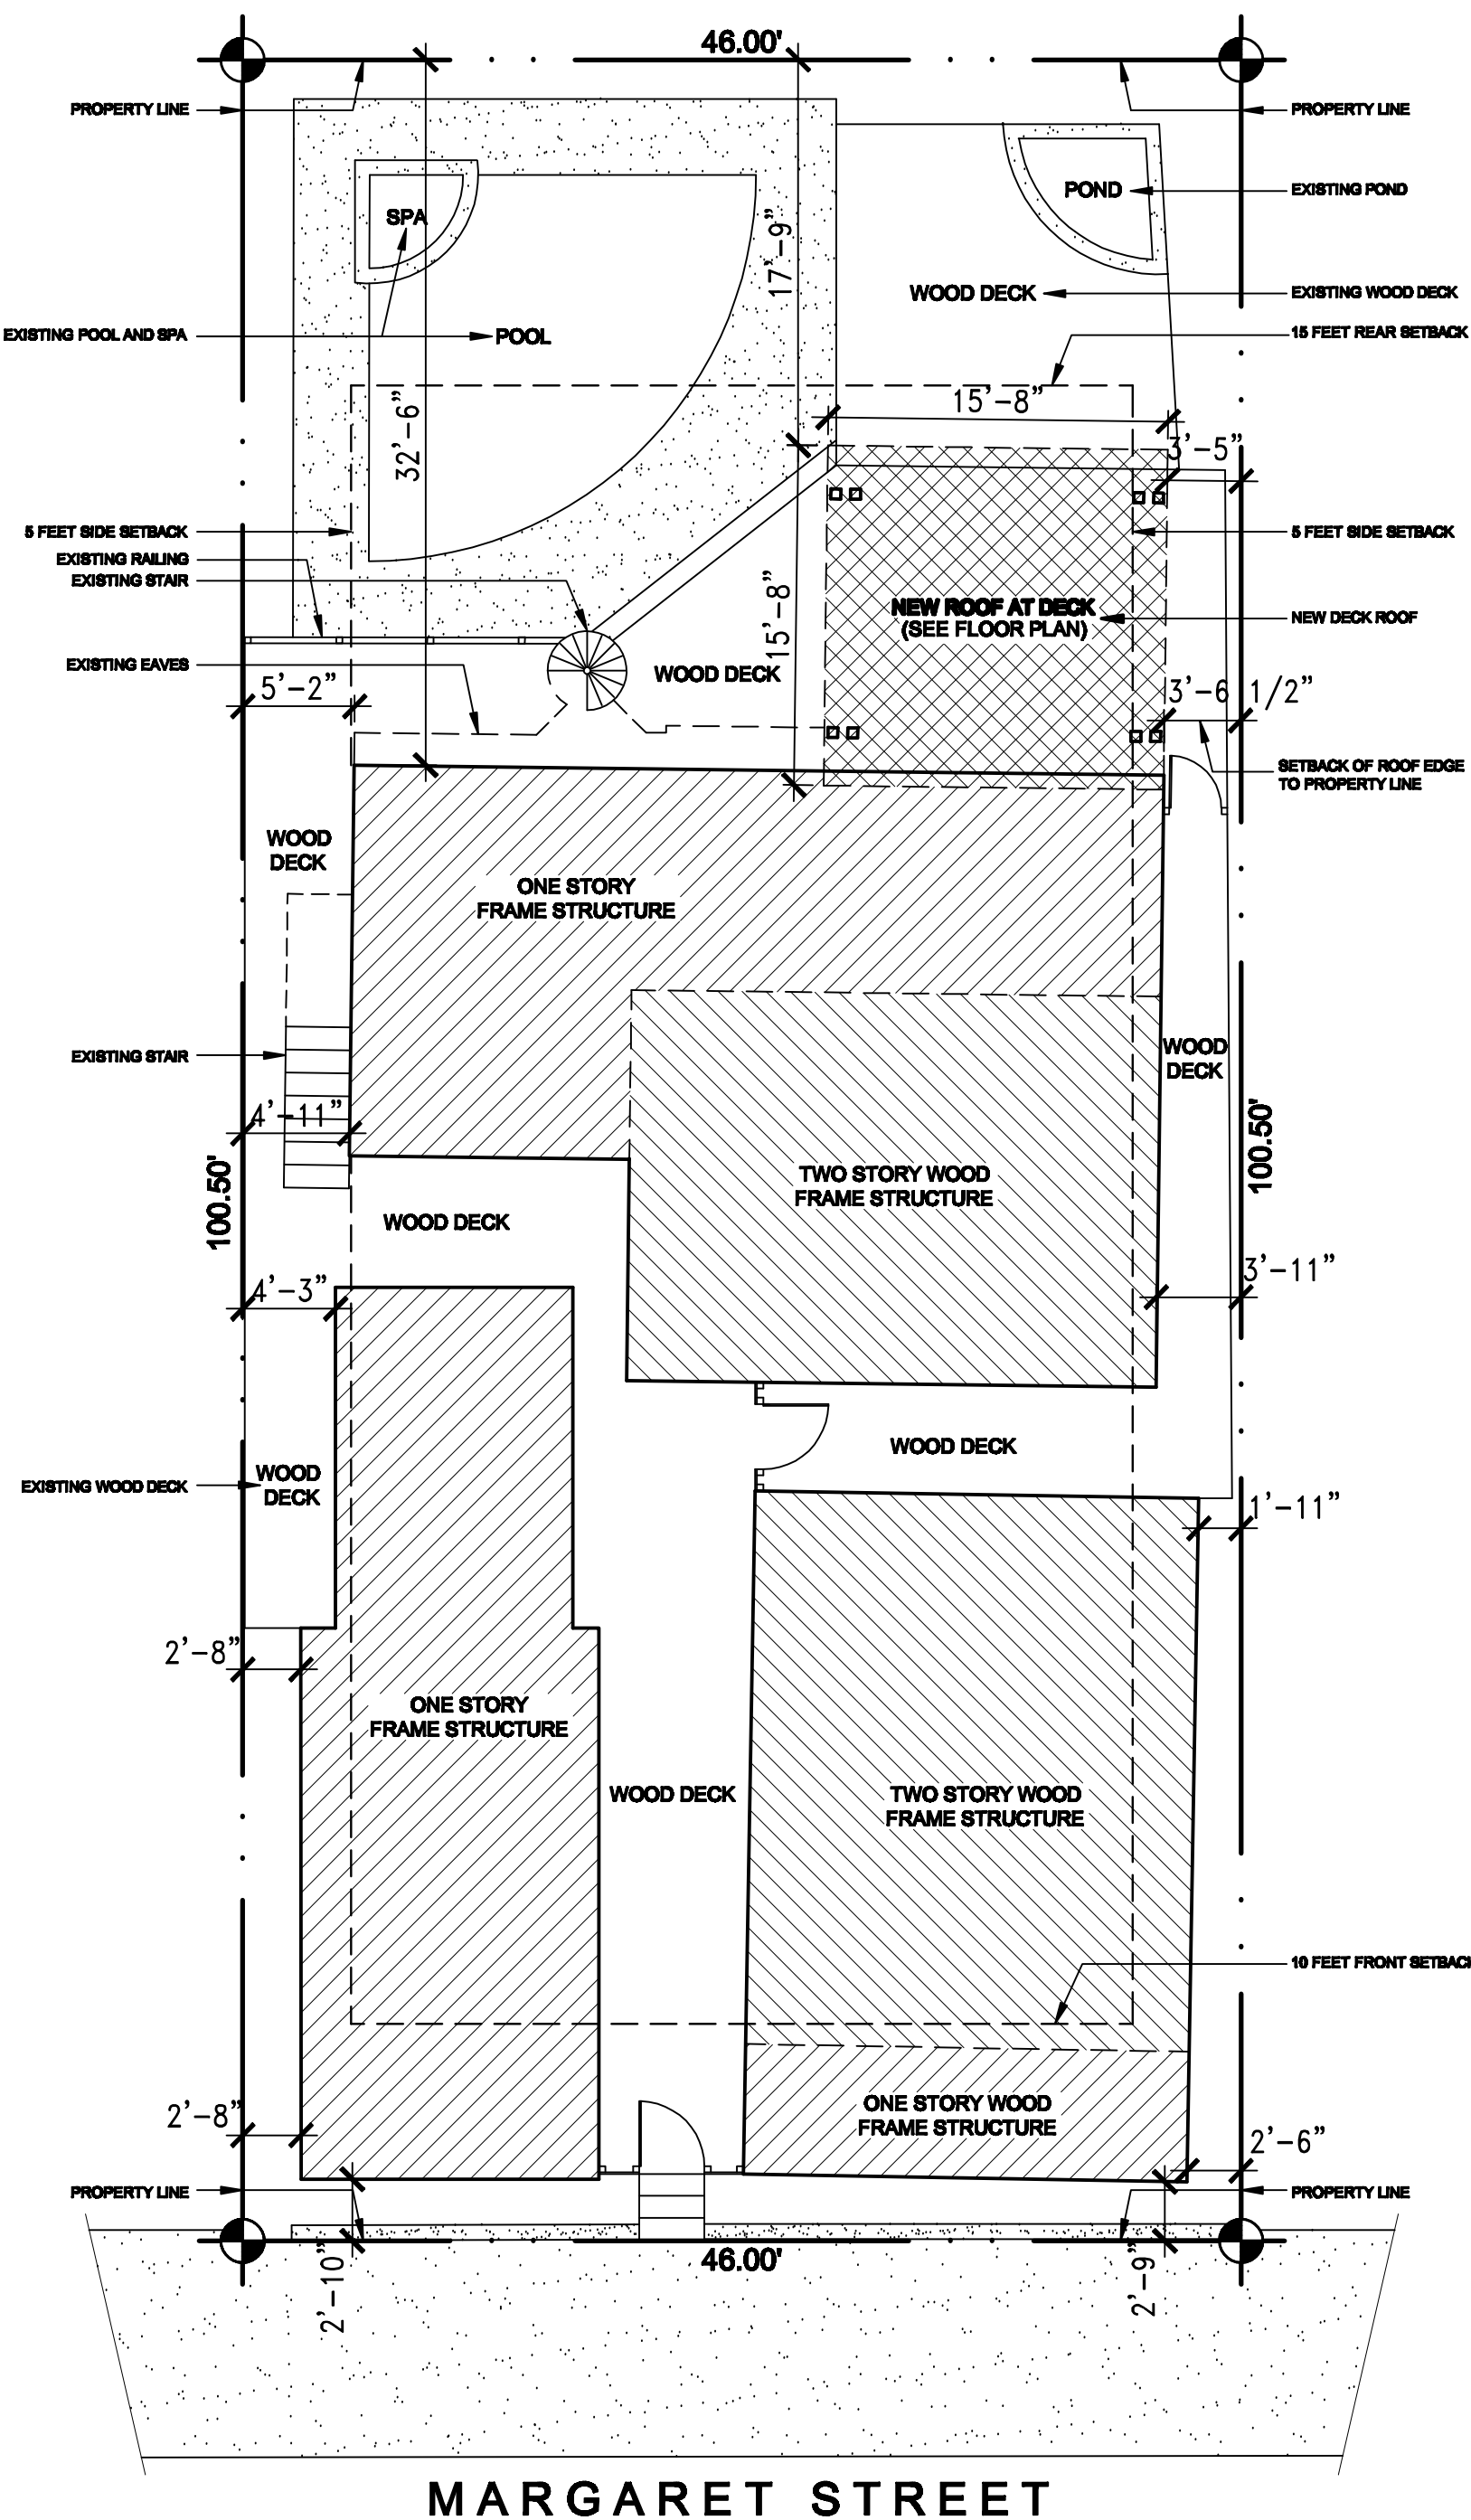 46.00'
PROPERTY LINE
PROPERTY LINE
SPA
POND
EXISTING POND
17'-9"
WOOD DECK
EXISTING WOOD DECK
EXISTING POOL AND SPA
POOL
15 FEET REAR SETBACK
32'-6"
15'-8"
3'-5"
5 FEET SIDE SETBACK
5 FEET SIDE SETBACK
EXISTING RAILING
EXISTING STAIR
15'-8"
NEW ROOF AT DECK
(SEE FLOOR PLAN)
NEW DECK ROOF
EXISTING EAVES
WOOD DECK
5'-2"
3'-6 1/2"
SETBACK OF ROOF EDGE
TO PROPERTY LINE
WOOD
DECK
ONE STORY
FRAME STRUCTURE
EXISTING STAIR
WOOD
DECK
4'-11"
100.50'
100.50'
TWO STORY WOOD
FRAME STRUCTURE
WOOD DECK
4'-3"
3'-11"
WOOD DECK
EXISTING WOOD DECK
WOOD
DECK
1'-11"
2'-8"
ONE STORY
FRAME STRUCTURE
WOOD DECK
TWO STORY WOOD
FRAME STRUCTURE
10 FEET FRONT SETBACK
2'-8"
ONE STORY WOOD
FRAME STRUCTURE
2'-6"
PROPERTY LINE
PROPERTY LINE
46.00'
2'-10"
2'-9"
MARGARET STREET